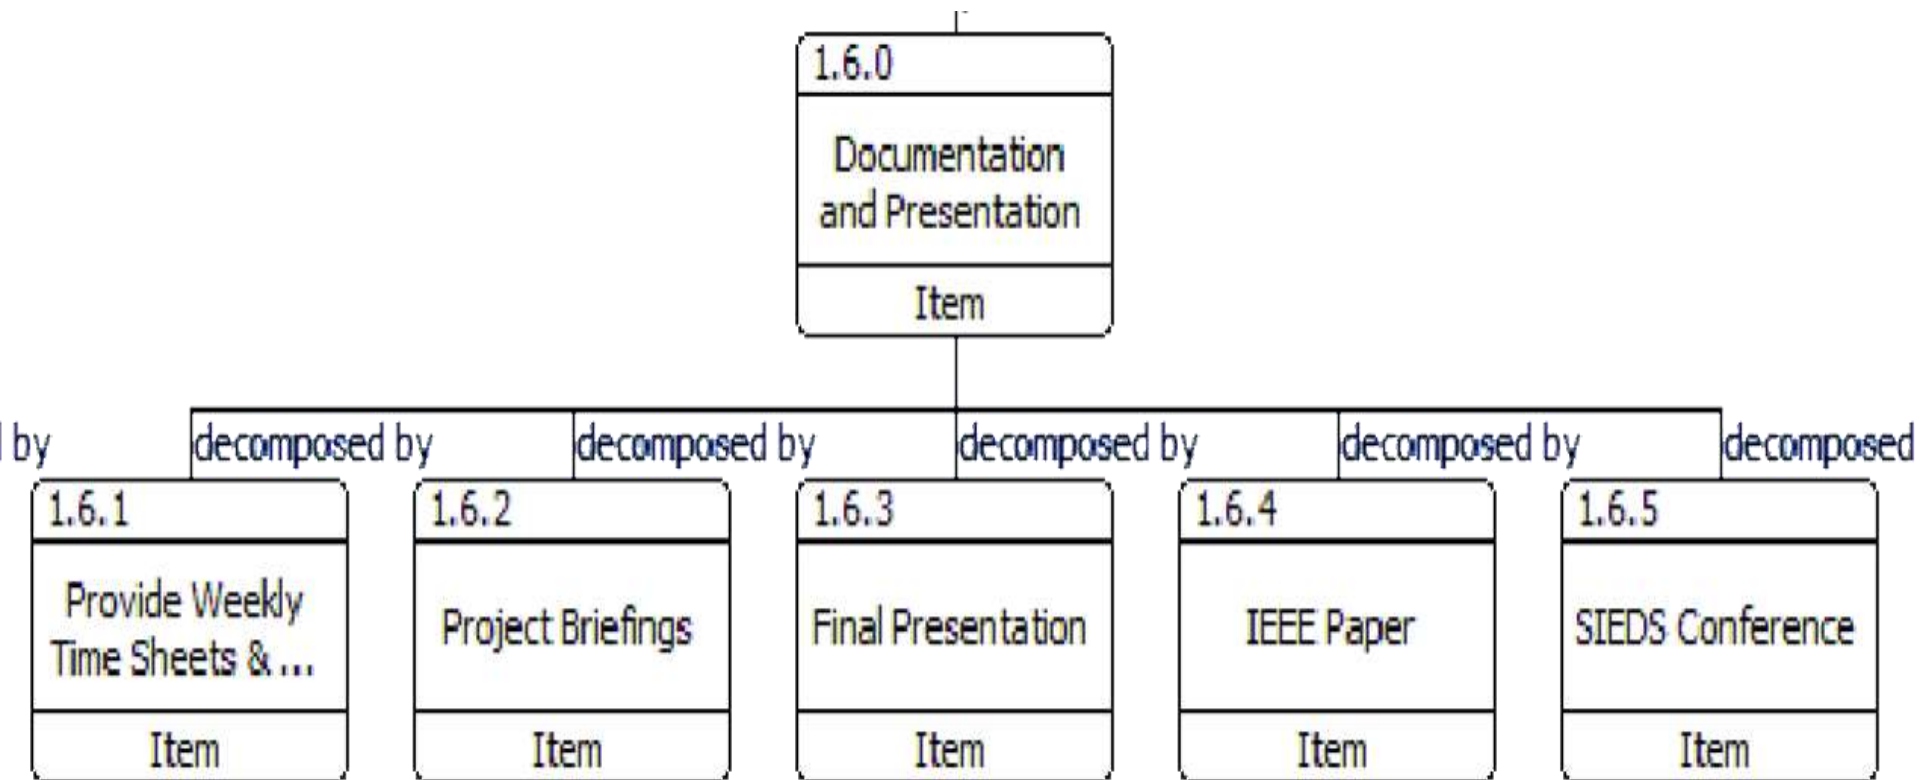 1.6.0
Documentation
and Presentation
Item
by
decomposed by
decomposed by
decomposed by
decomposed by
decomposed
1.6.1
Provide Weekly
Time Sheets & ...
Item
1.6.2
Project Briefings
Item
1.6.3
Final Presentation
Item
1.6.4
IEEE Paper
Item
1.6.5
SIEDS Conference
Item